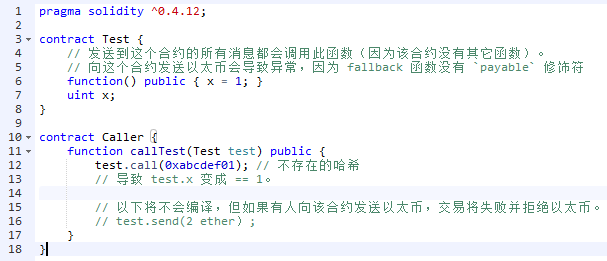 1 pragma solidity ^0.4.12;
2
3 contract Test {
4 // 发送到这个合约的所有消息都会调用此函数（因为该合约没有其它函数）。
5 // 向这个合约发送以太币会导致异常，因为 fallback 函数没有 `payable` 修饰符
6 function() public { x = 1; }
7 uint x;
8 }
9
10 contract Caller {
11 function callTest(Test test) public {
12 test.call(0xabcdef01); // 不存在的哈希
13 // 导致 test.x 变成 == 1。
14
15 // 以下将不会编译，但如果有人向该合约发送以太币，交易将失败并拒绝以太币。
16 // test.send(2 ether）;
17 }
18 }